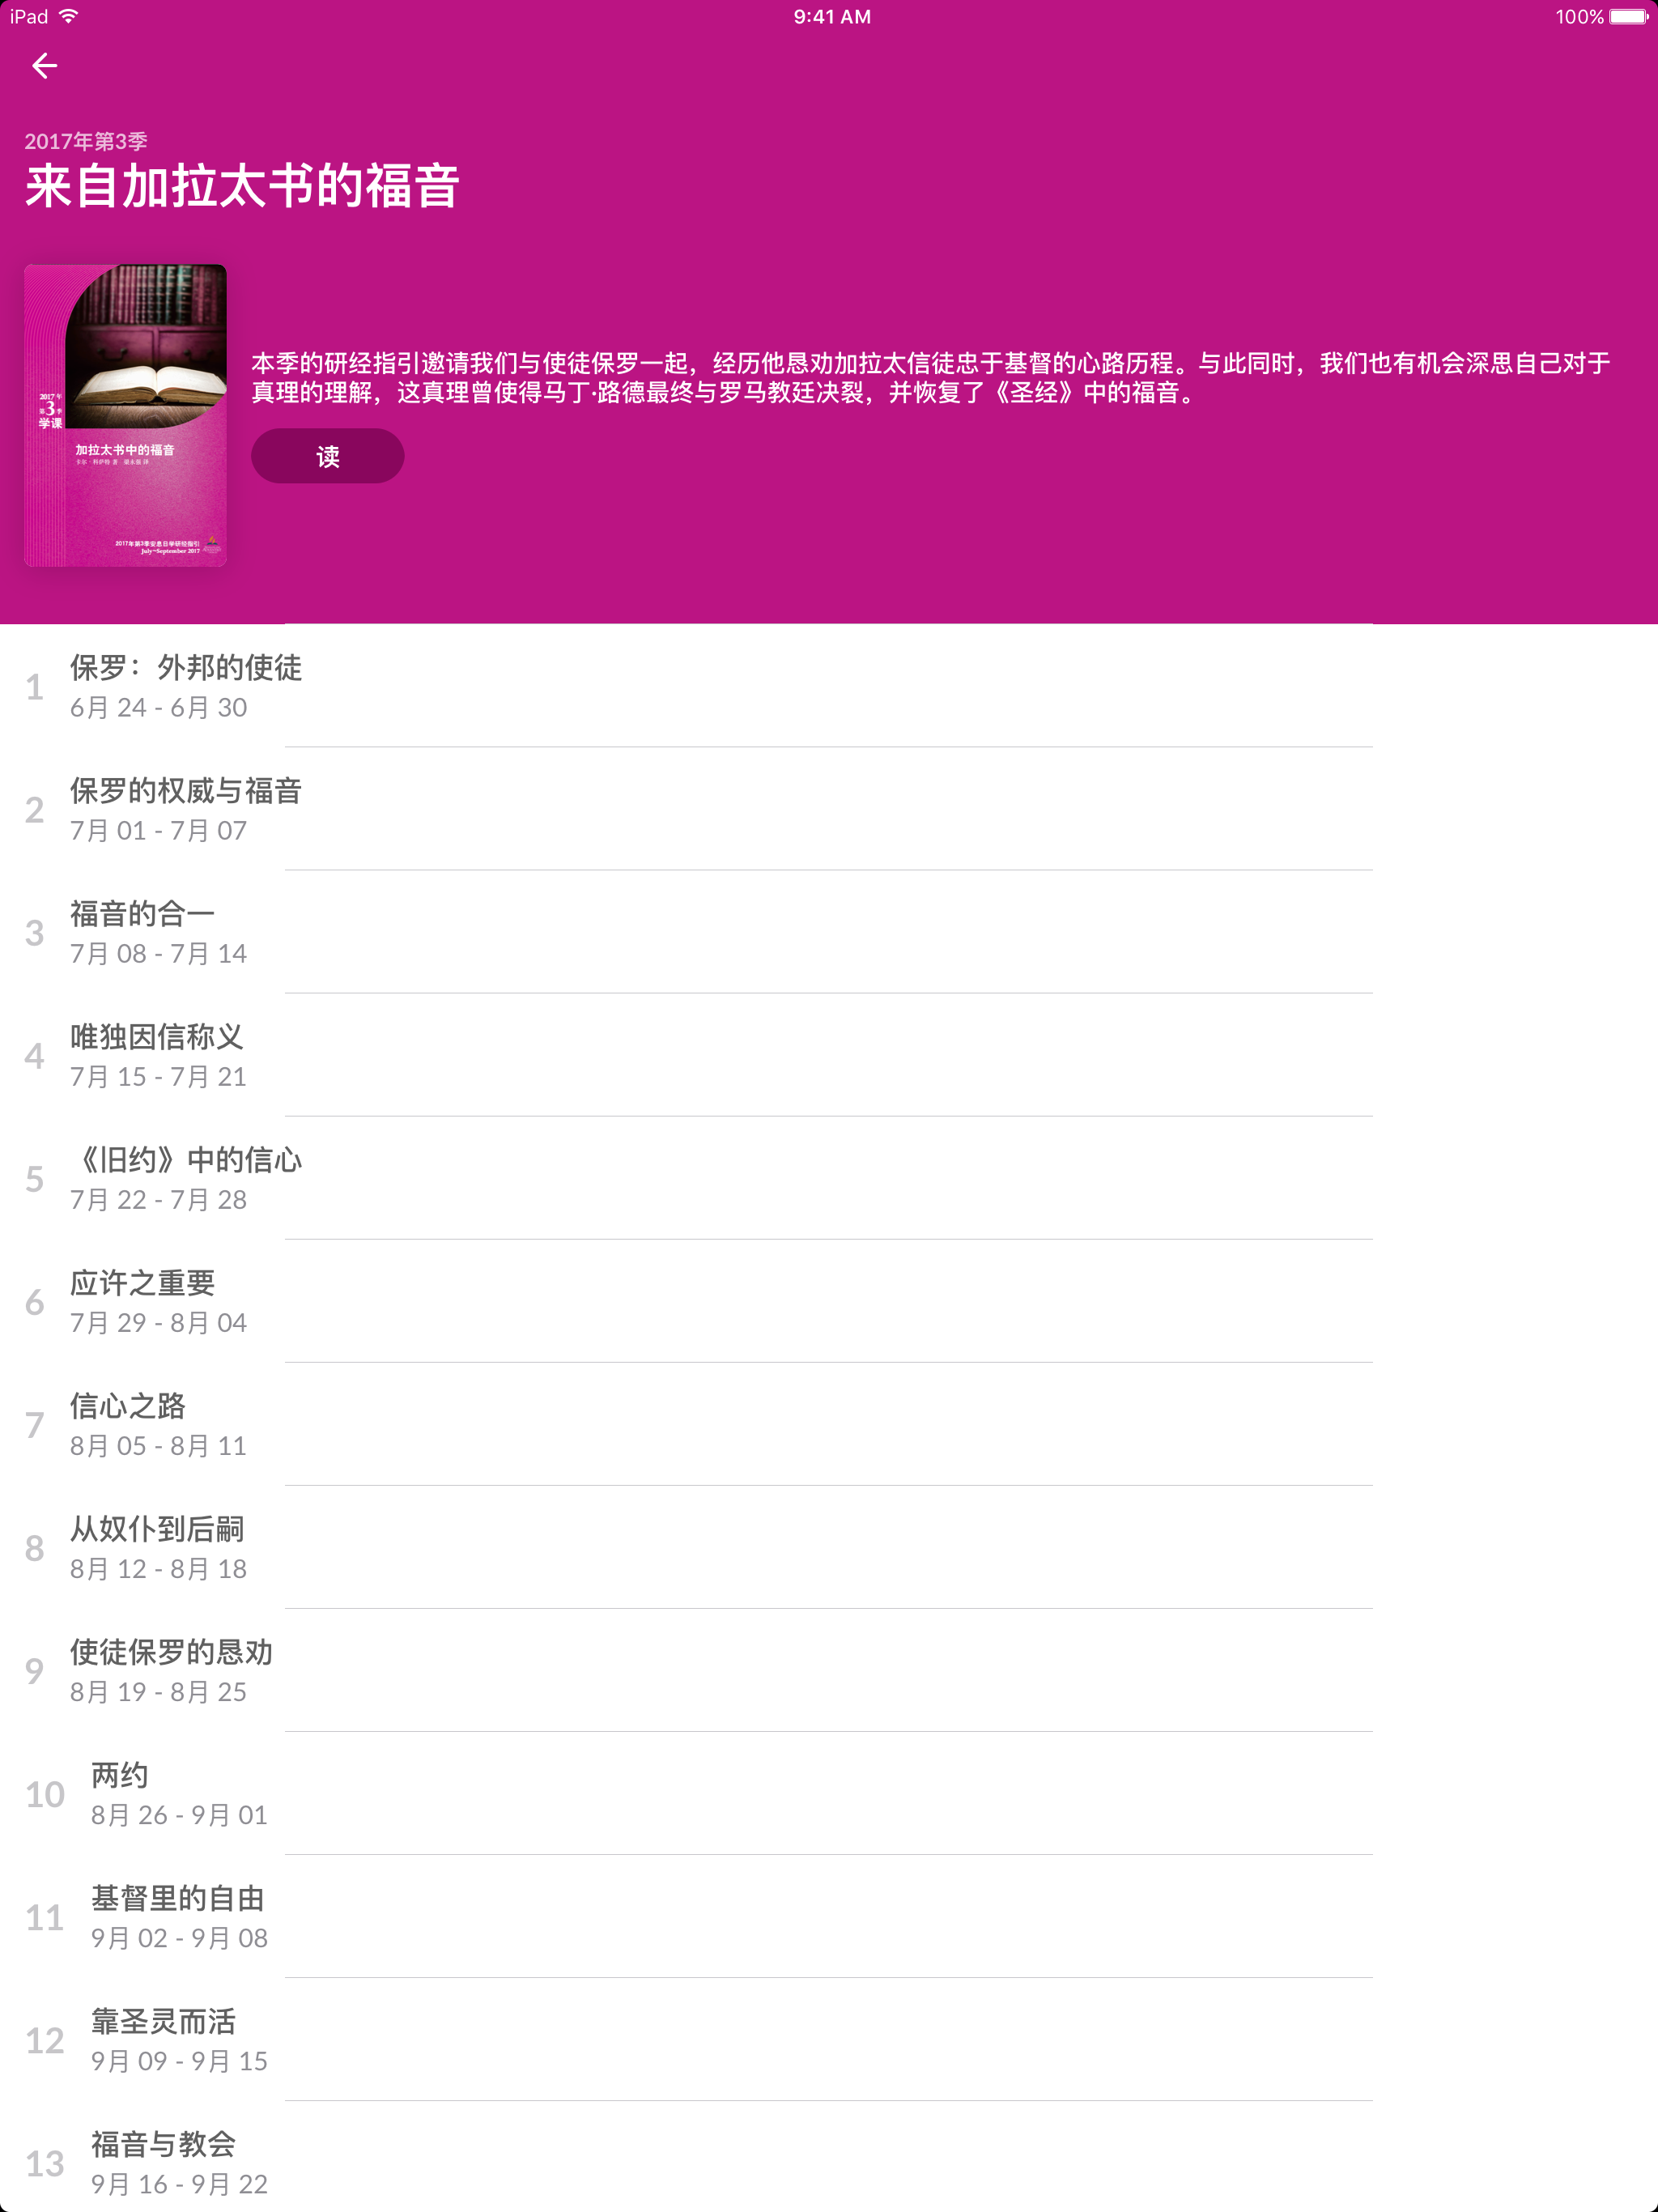 iPad
9:41 AM
100%
2017年第3季
来自加拉太书的福音
2017年
第3季
学课
加拉太书中的福音
2017年第3季安息日学研经指引
July~September 2017
本季的研经指引邀请我们与使徒保罗一起，经历他恳劝加拉太信徒忠于基督的心路历程。与此同时，我们也有机会深思自己对于
真理的理解，这真理曾使得马丁·路德最终与罗马教廷决裂，并恢复了《圣经》中的福音。
读
1
保罗：外邦的使徒
6月 24 - 6月 30
2
保罗的权威与福音
7月 01 - 7月 07
3
福音的合一
7月 08 - 7月 14
4
唯独因信称义
7月 15 - 7月 21
5
《旧约》中的信心
7月 22 - 7月 28
6
应许之重要
7月 29 - 8月 04
7
信心之路
8月 05 - 8月 11
8
从奴仆到后嗣
8月 12 - 8月 18
9
使徒保罗的恳劝
8月 19 - 8月 25
10
两约
8月 26 - 9月 01
11
基督里的自由
9月 02 - 9月 08
12
靠圣灵而活
9月 09 - 9月 15
13
福音与教会
9月 16 - 9月 22